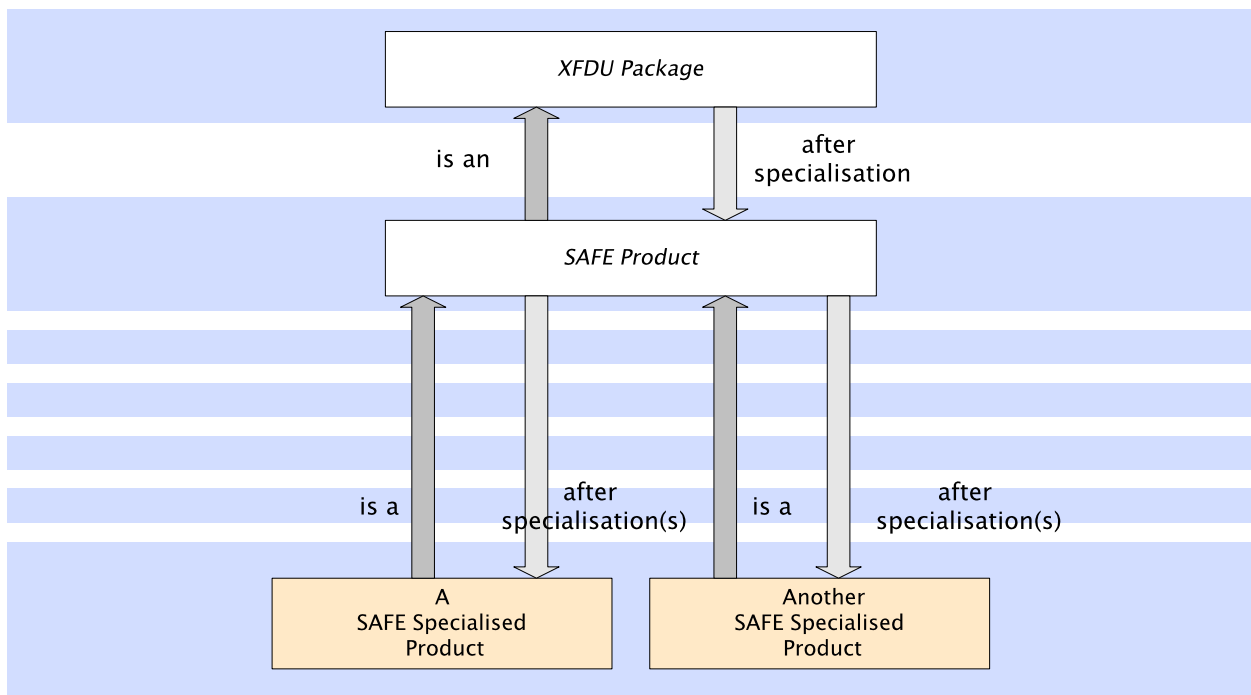 XFDU Package
is an
after
specialisation
SAFE Product
is a
after
specialisation(s)
is a
after
specialisation(s)
A
SAFE Specialised
Product
Another
SAFE Specialised
Product